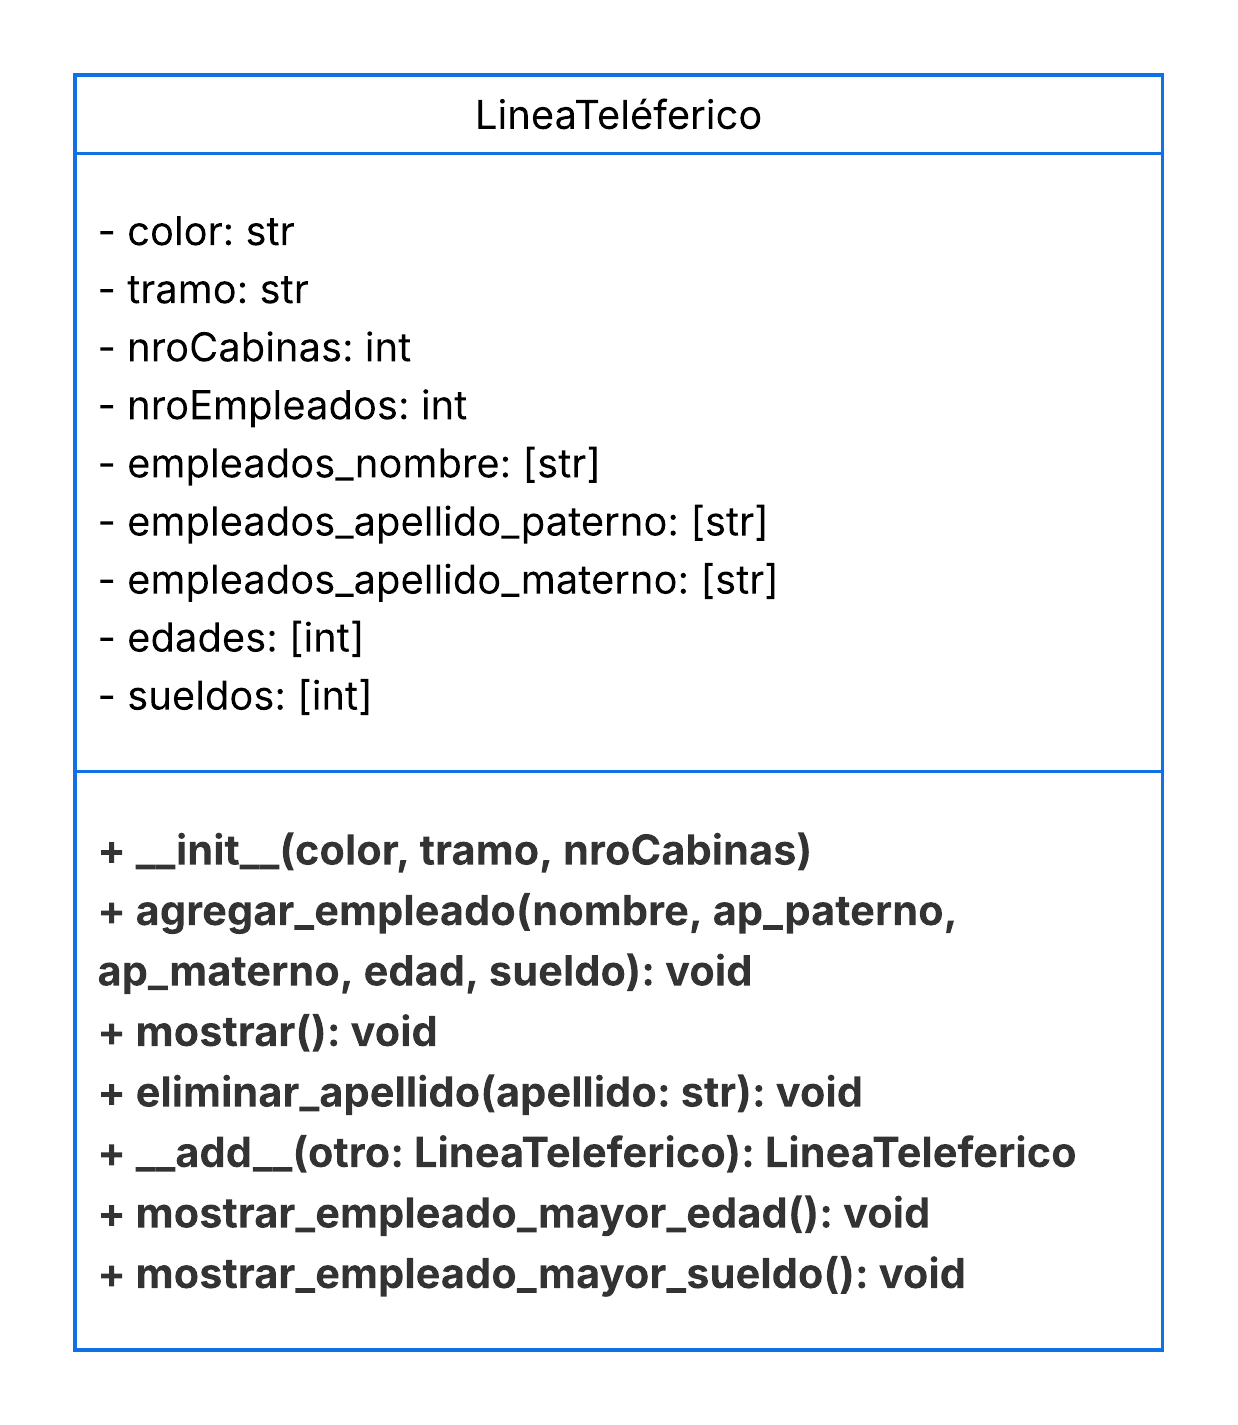 LineaTeléferico
- color: str
- tramo: str
- nroCabinas: int
- nroEmpleados: int
- empleados_nombre: [str]
- empleados_apellido_paterno: [str]
- empleados_apellido_materno: [str]
- edades: [int]
- sueldos: [int]
+ __init__(color, tramo, nroCabinas)
+ agregar_empleado(nombre, ap_paterno,
ap_materno, edad, sueldo): void
+ mostrar(): void
+ eliminar_apellido(apellido: str): void
+ __add__(otro: LineaTeleferico): LineaTeleferico
+ mostrar_empleado_mayor_edad(): void
+ mostrar_empleado_mayor_sueldo(): void